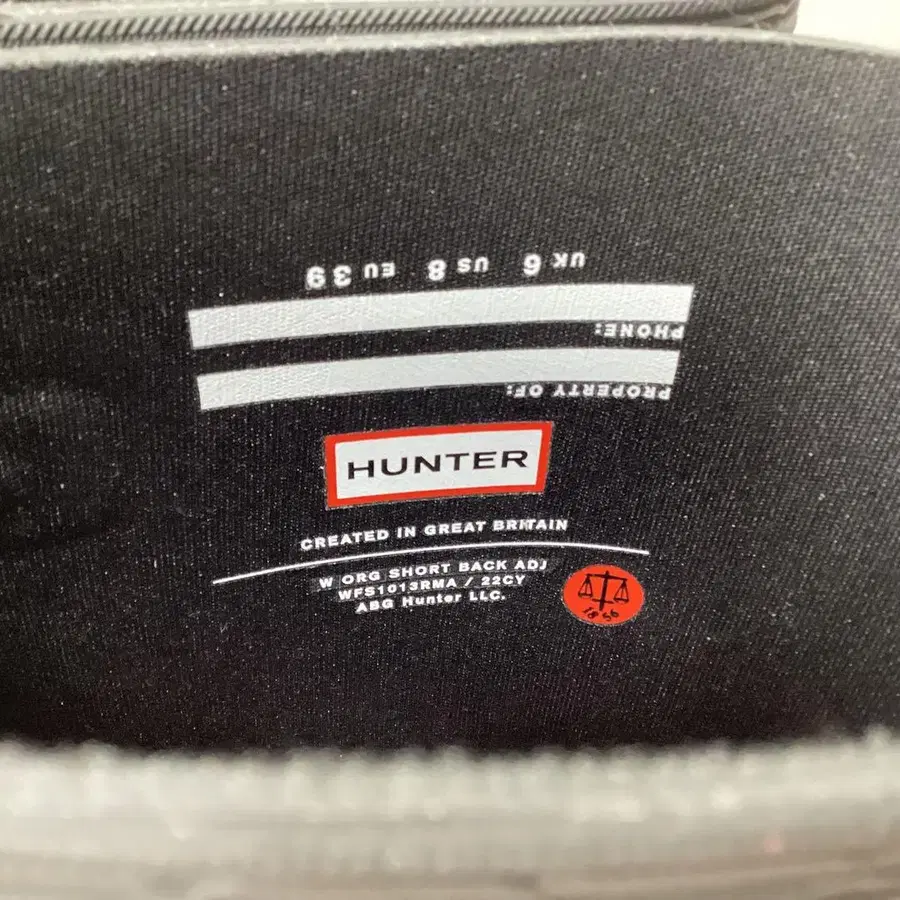 UK 6 US 8 EU 39
PHONE:
PROPERTY OF:
HUNTER
CREATED IN GREAT BRITAIN
W ORG SHORT BACK ADJ
WFS1013RMA / 22CY
ABG Hunter LLC.
1856